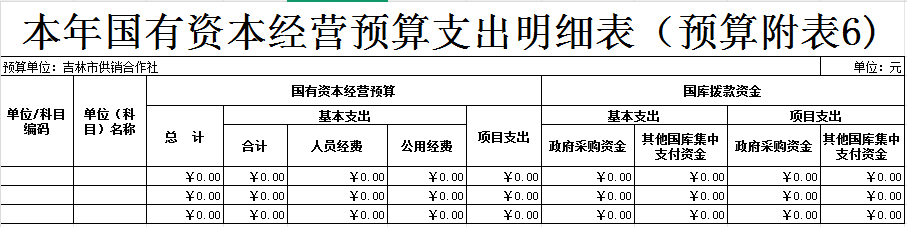 本年国有资本经营预算支出明细表（预算附表6）
预算单位：吉林市供销合作社 单位：元
单位/科目编码 单位（科目）名称 国有资本经营预算 国库拨款资金
总 计 基本支出 项目支出 基本支出 项目支出
合计 人员经费 公用经费 政府采购资金 其他国库集中支付资金 政府采购资金 其他国库集中支付资金
￥0.00 ￥0.00 ￥0.00 ￥0.00 ￥0.00 ￥0.00 ￥0.00 ￥0.00
￥0.00 ￥0.00 ￥0.00 ￥0.00 ￥0.00 ￥0.00 ￥0.00 ￥0.00
￥0.00 ￥0.00 ￥0.00 ￥0.00 ￥0.00 ￥0.00 ￥0.00 ￥0.00